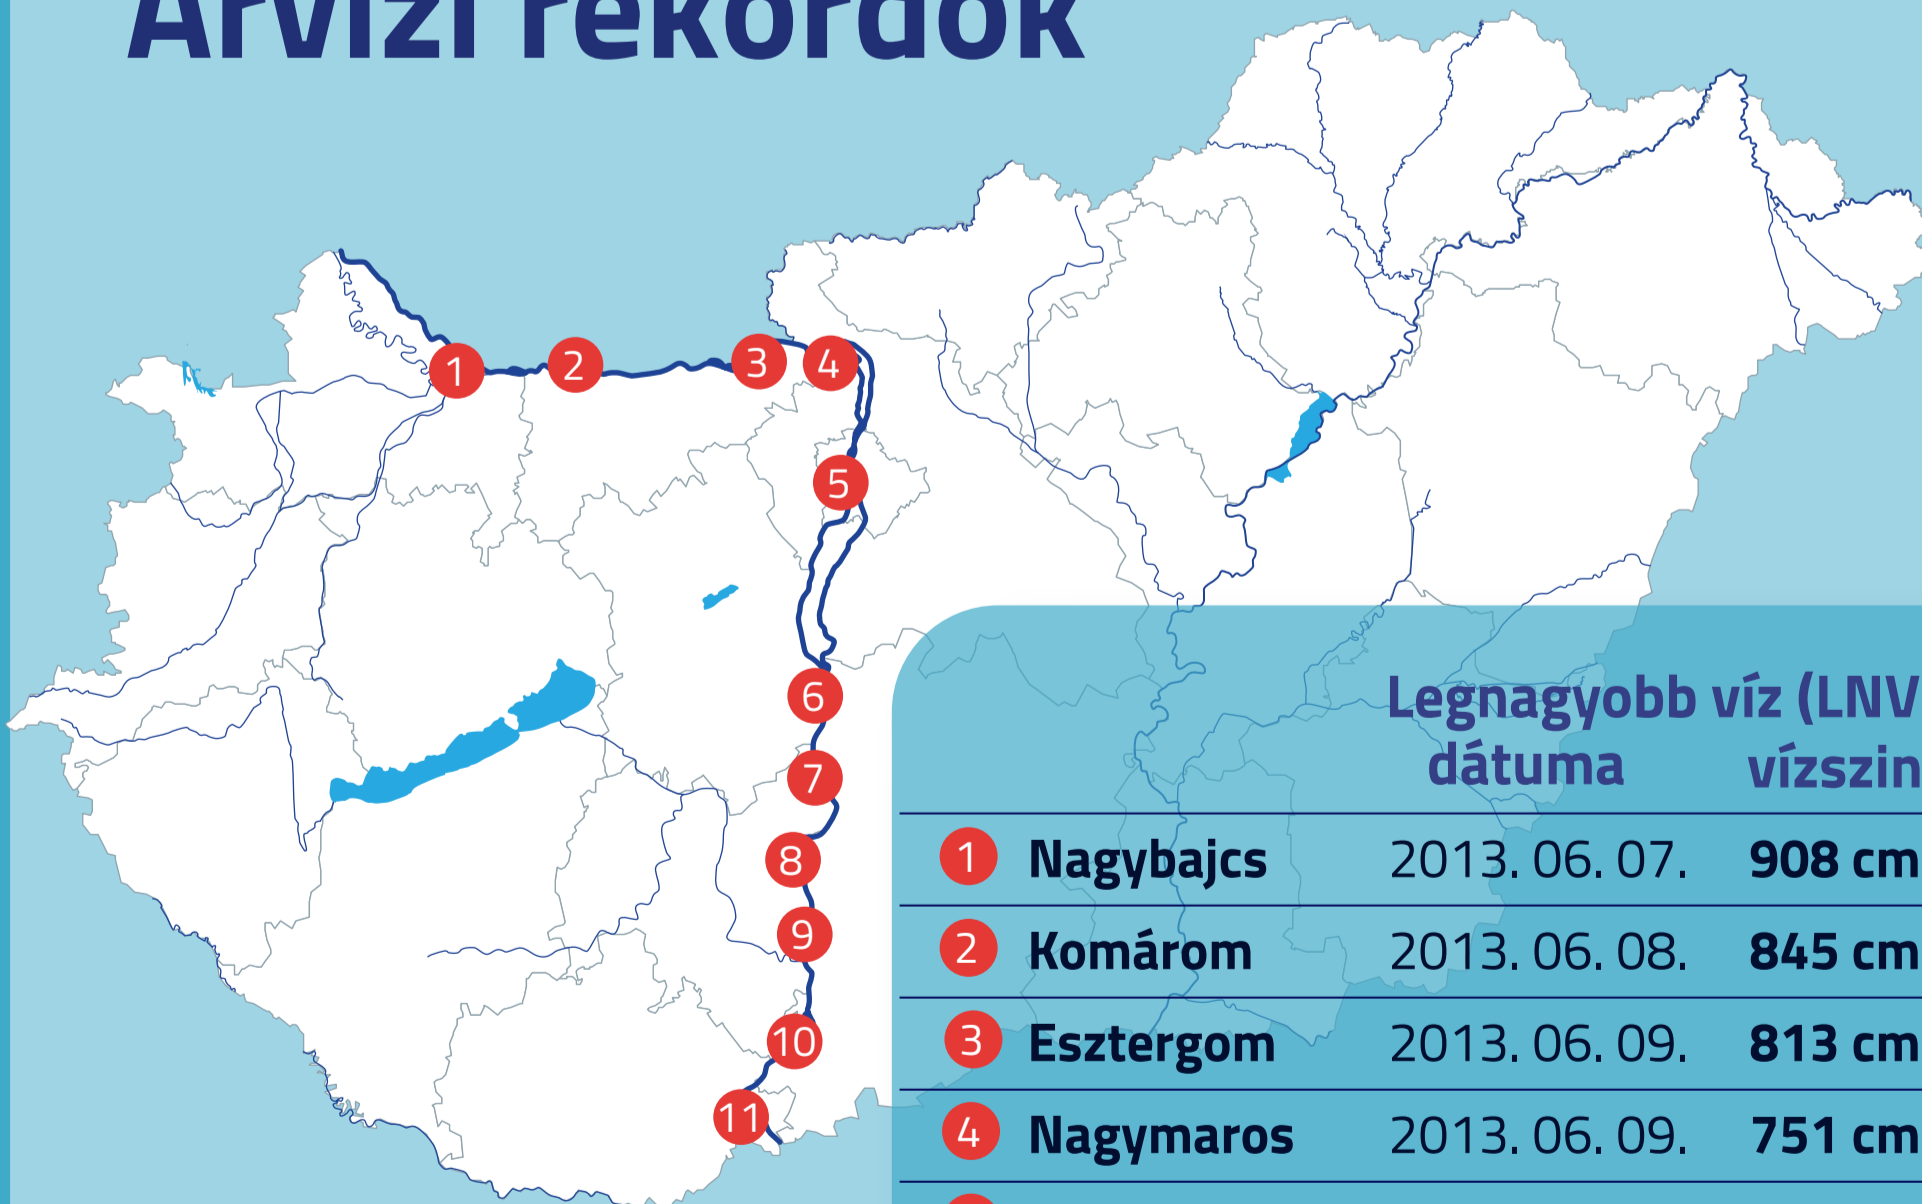 Árvízi rekordok
1
2
3
4
5
6
7
8
9
10
11
Legnagyobb víz (LNV
dátuma vízszin
1 Nagybajcs 2013. 06. 07. 908 cm
2 Komárom 2013. 06. 08. 845 cm
3 Esztergom 2013. 06. 09. 813 cm
4 Nagymaros 2013. 06. 09. 751 cm